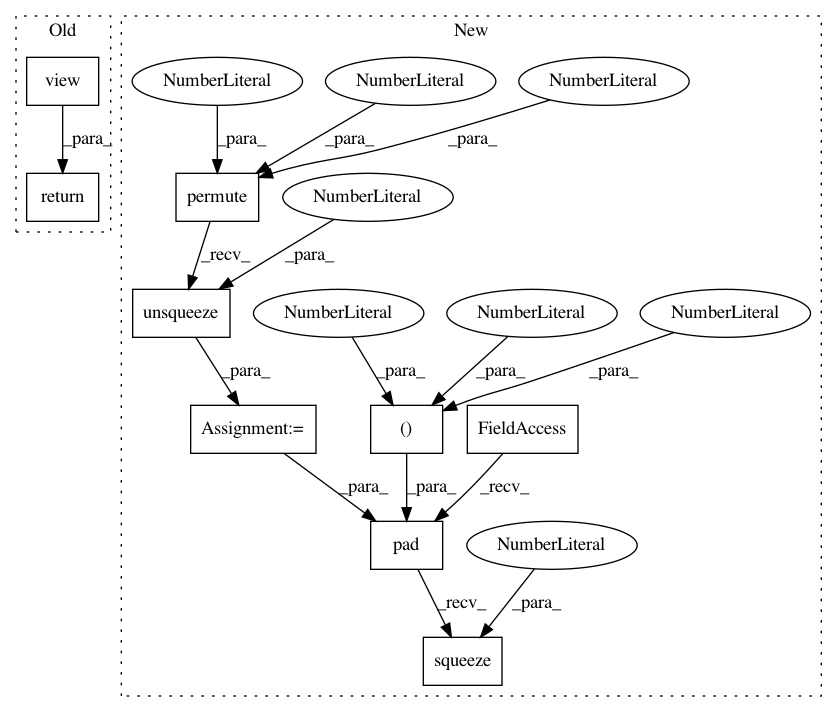 Old
New
view
NumberLiteral
NumberLiteral
NumberLiteral
_para_
_para_
_para_
_para_
return
permute
NumberLiteral
_recv_
_para_
unsqueeze
NumberLiteral
NumberLiteral
NumberLiteral
_para_
_para_
_para_
_para_
Assignment:=
()
FieldAccess
_para_
_para_
_recv_
pad
NumberLiteral
_recv_
_para_
squeeze